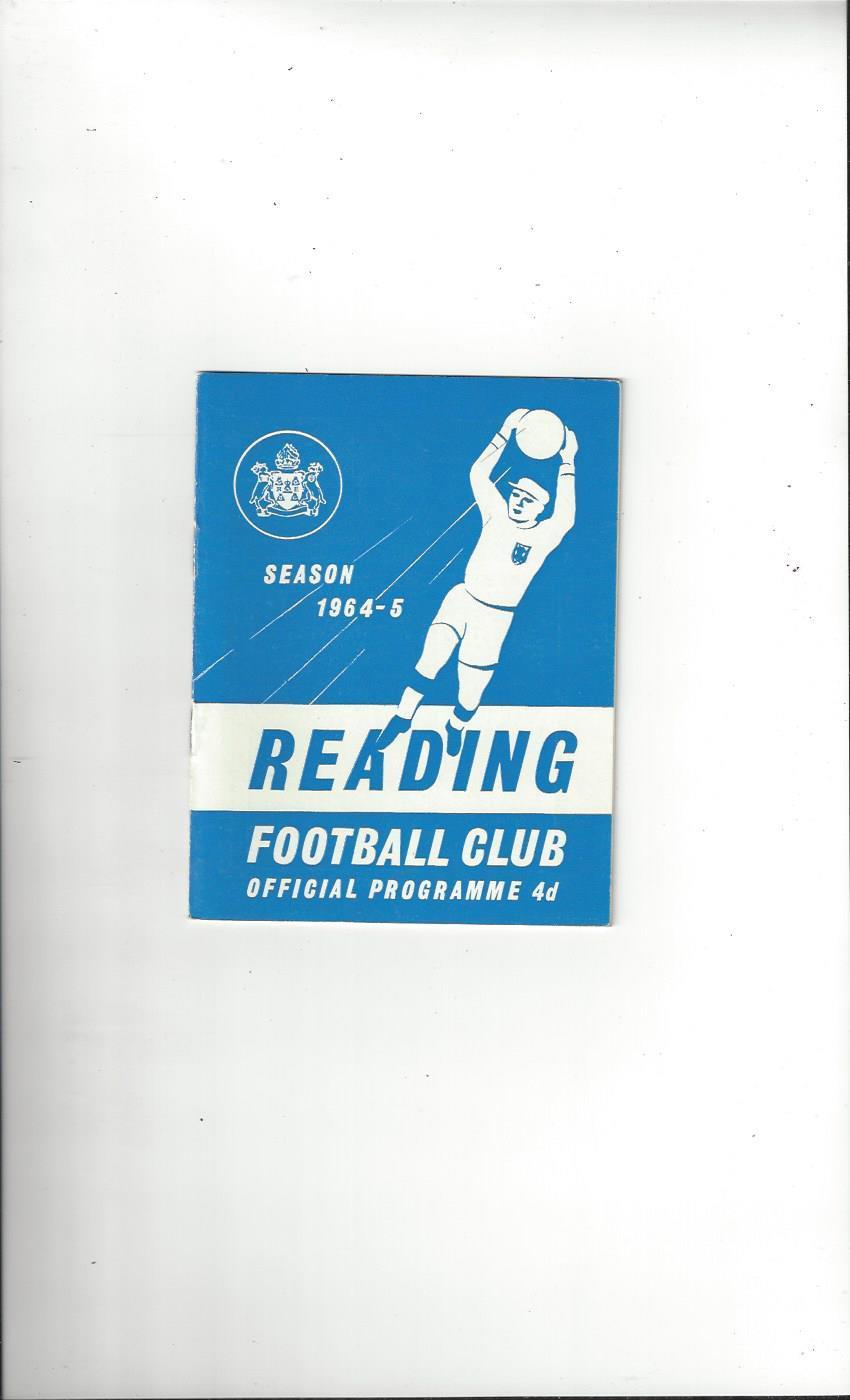 SEASON
1964-5
READING
FOOTBALL CLUB
OFFICIAL PROGRAMME 4d